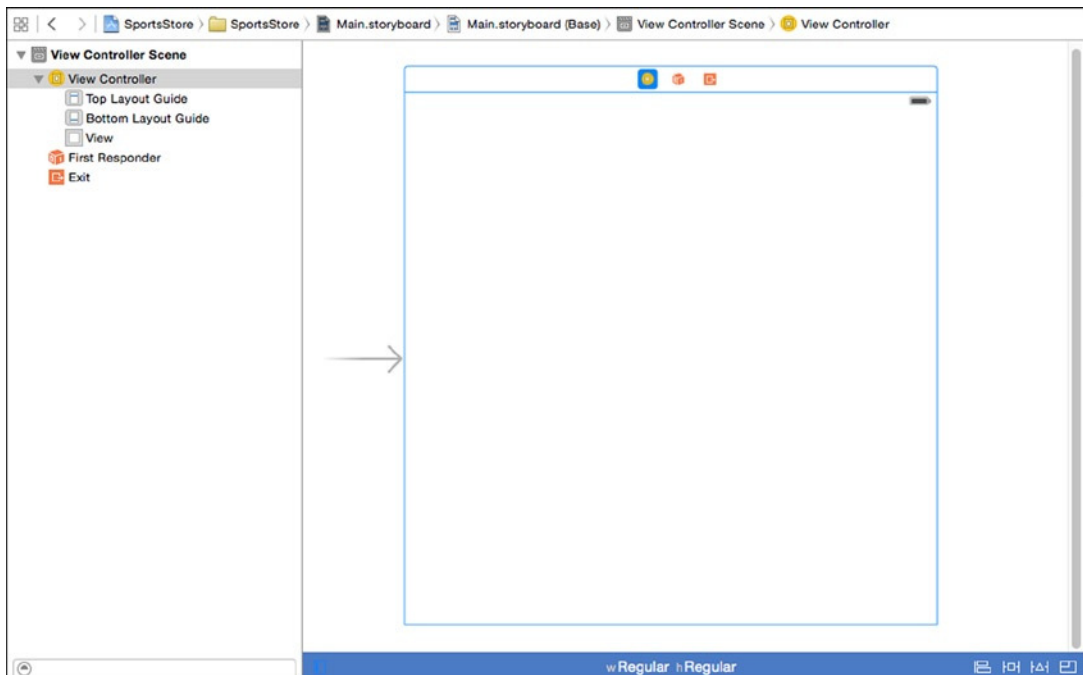 SportsStore > SportsStore > Main.storyboard > Main.storyboard (Base) > View Controller Scene > View Controller
View Controller Scene
View Controller
Top Layout Guide
Bottom Layout Guide
View
First Responder
Exit
wRegular hRegular